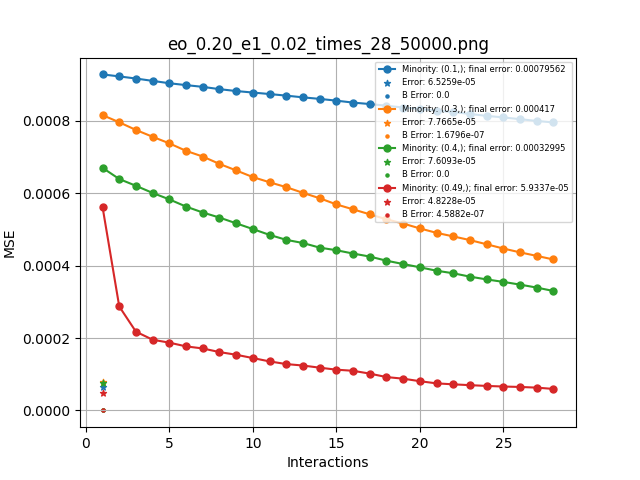 eo_0.20_e1_0.02_times_28_50000.png
Minority: (0.1,); final error: 0.00079562
Error: 6.5259e-05
B Error: 0.0
Minority: (0.3,); final error: 0.000417
Error: 7.7665e-05
B Error: 1.6796e-07
Minority: (0.4,); final error: 0.00032995
Error: 7.6093e-05
B Error: 0.0
Minority: (0.49,); final error: 5.9337e-05
Error: 4.8228e-05
B Error: 4.5882e-07
MSE
0.0008
0.0006
0.0004
0.0002
0.0000
0 5 10 15 20 25
Interactions